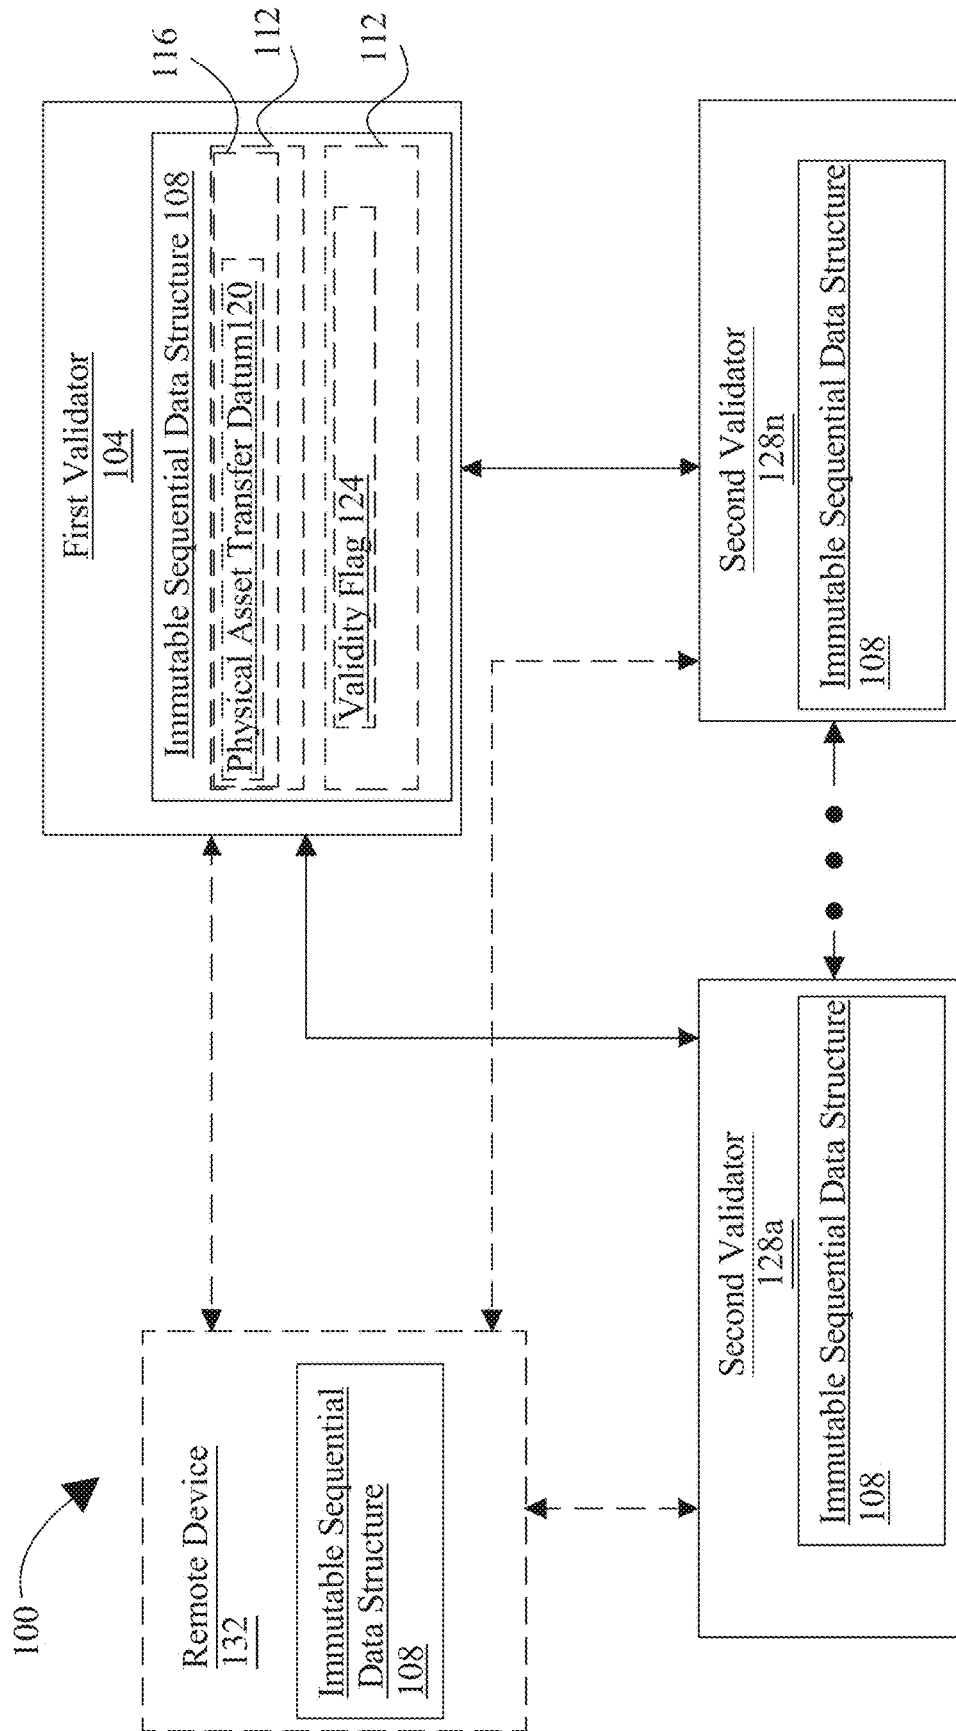 100
Remote Device
132
Immutable Sequential
Data Structure
108
First Validator
104
Immutable Sequential Data Structure 108
Physical Asset Transfer Datum120
Validity Flag 124
116
112
112
Second Validator
128a
Immutable Sequential Data Structure
108
Second Validator
128n
Immutable Sequential Data Structure
108